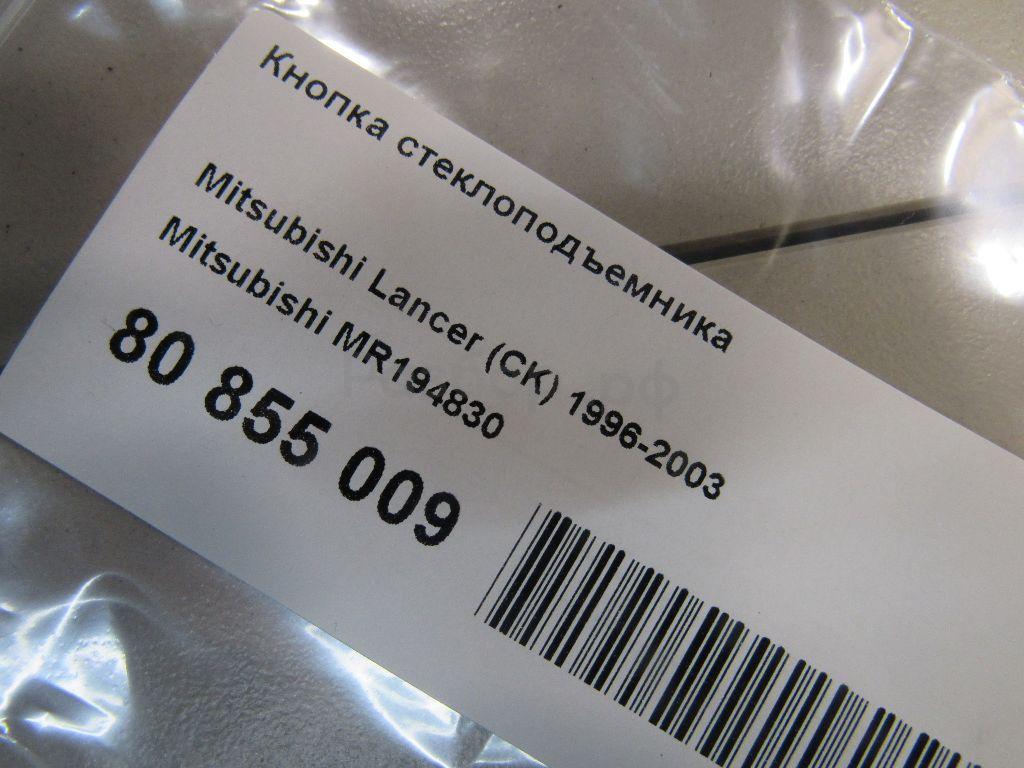 Кнопка стеклоподъемника
Mitsubishi Lancer (CK) 1996-2003
Mitsubishi MR194830
80 855 009